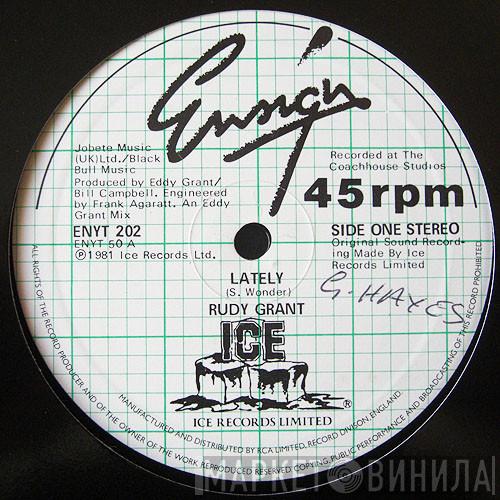 Ensign
Jobete Music
(UK)Ltd./Black
Bull Music
Produced by Eddy Grant/
Bill Campbell. Engineered
by Frank Agaratt. An Eddy
Grant Mix
ENYT 202
ENYT 50 A
℗1981 Ice Records Ltd.
Recorded at The
Coachhouse Studios
45rpm
SIDE ONE STEREO
Original Sound Record-
ing Made By Ice
Records Limited
G. HAYES
LATELY
(S. Wonder)
RUDY GRANT
ICE
®
ICE RECORDS LIMITED
MANUFACTURED AND DISTRIBUTED BY RCA LIMITED, RECORD DIVISON, ENGLAND.
ALL RIGHTS OF THE RECORD PRODUCER AND OF THE OWNER OF THE WORK REPRODUCED RESERVED COPYING, PUBLIC PERFORMANCE AND BROADCASTING OF THIS RECORD PROHIBITED
МАРКЕТ ВИНИЛА